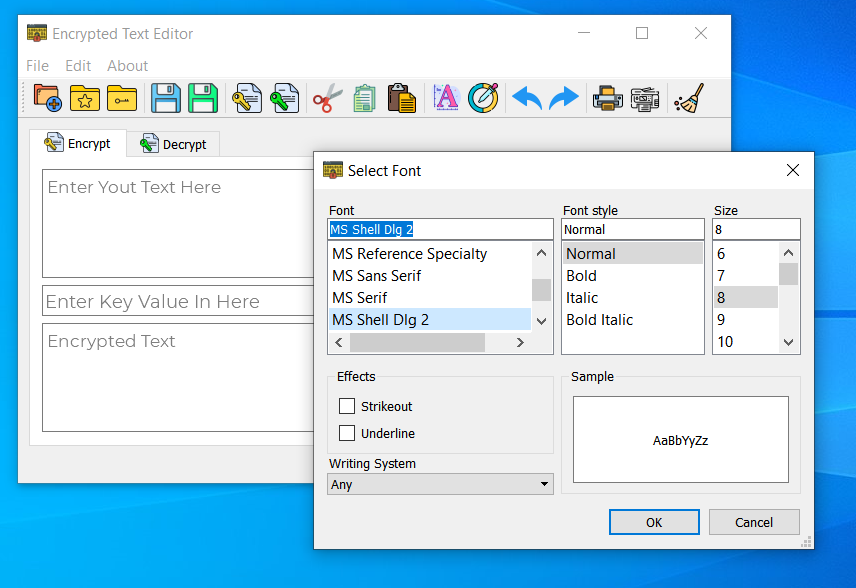 Encrypted Text Editor
File Edit About
Encrypt Decrypt
Enter Yout Text Here
Enter Key Value In Here
Encrypted Text
Select Font
Font
MS Shell Dlg 2
MS Reference Specialty
MS Sans Serif
MS Serif
MS Shell Dlg 2
Font style
Normal
Normal
Bold
Italic
Bold Italic
Size
8
6
7
8
9
10
Effects
Strikeout
Underline
Sample
AaBbYyZz
Writing System
Any
OK Cancel